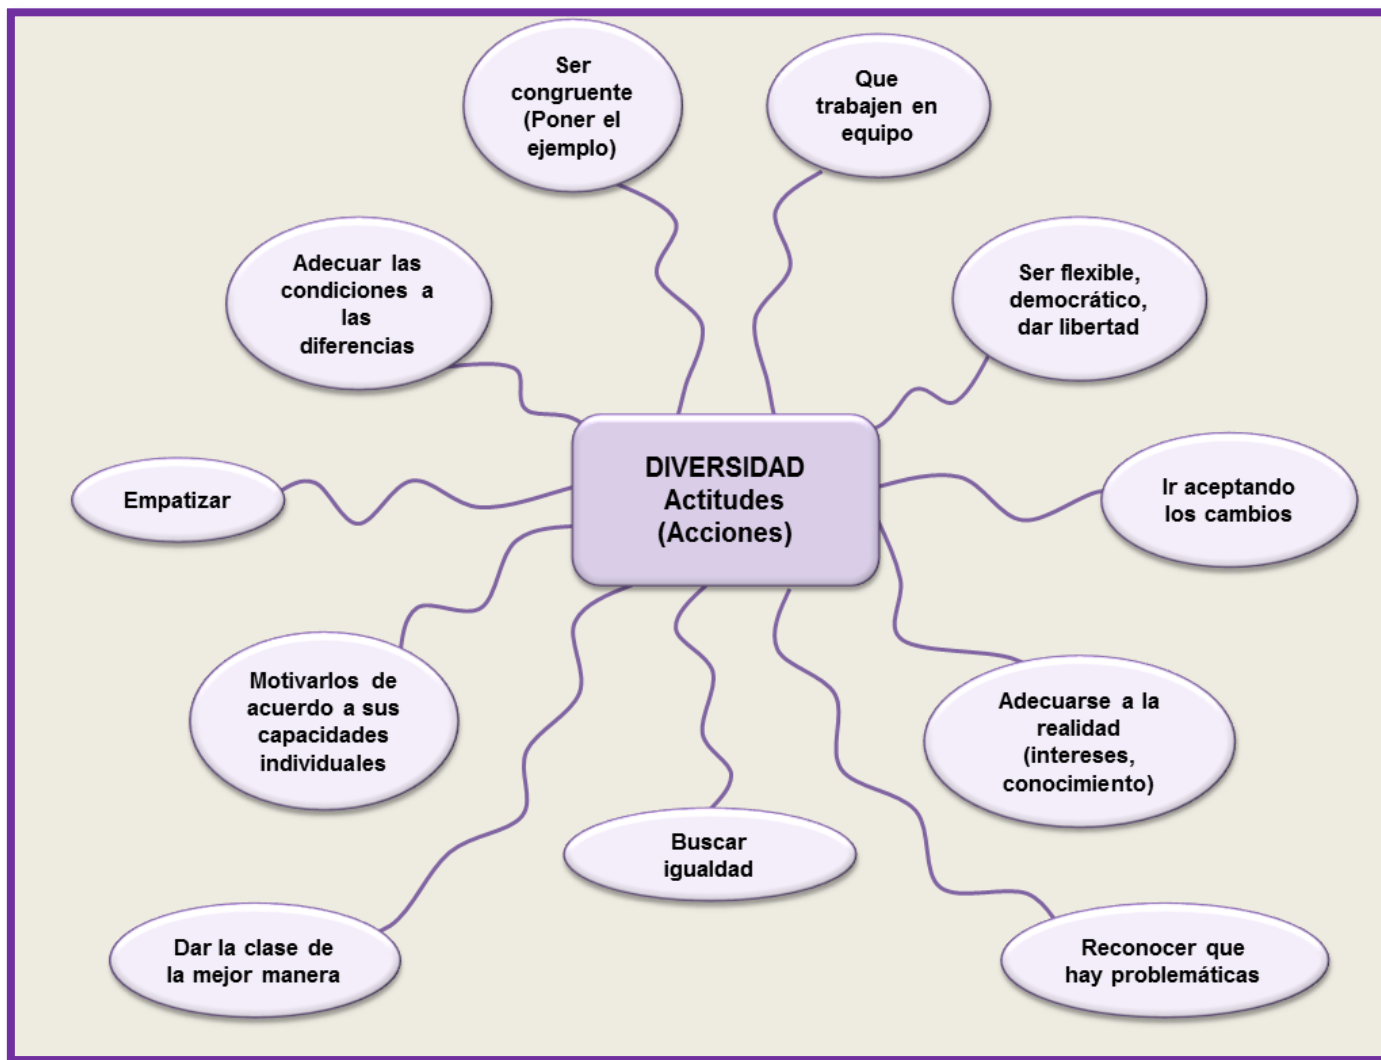 Ser
congruente
(Poner el
ejemplo)
Que
trabajen en
equipo
Adecuar las
condiciones a
las
diferencias
Ser flexible,
democrático,
dar libertad
DIVERSIDAD
Actitudes
(Acciones)
Empatizar
Ir aceptando
los cambios
Motivarlos de
acuerdo a sus
capacidades
individuales
Adecuarse a la
realidad
(intereses,
conocimiento)
Buscar
igualdad
Dar la clase de
la mejor manera
Reconocer que
hay problemáticas